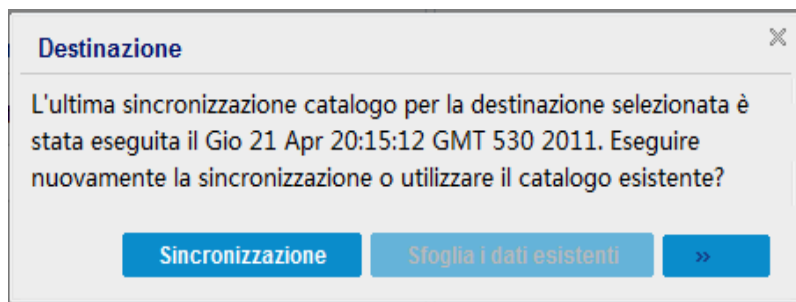 Destinazione
L'ultima sincronizzazione catalogo per la destinazione selezionata è
stata eseguita il Gio 21 Apr 20:15:12 GMT 530 2011. Eseguire
nuovamente la sincronizzazione o utilizzare il catalogo esistente?
Sincronizzazione Sfoglia i dati esistenti »